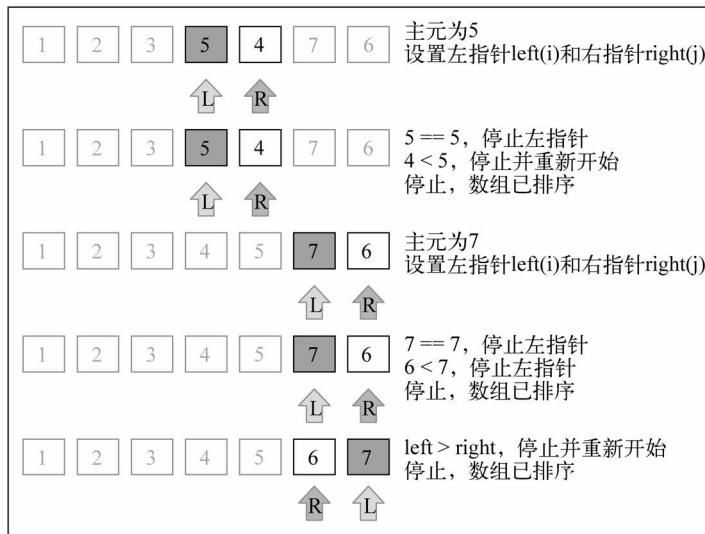 1 2 3 5 4 7 6
主元为5
设置左指针left(i)和右指针right(j)
L R
1 2 3 5 4 7 6
5 == 5，停止左指针
4 < 5，停止并重新开始
停止，数组已排序
L R
1 2 3 4 5 7 6
主元为7
设置左指针left(i)和右指针right(j)
L R
1 2 3 4 5 7 6
7 == 7，停止左指针
6 < 7，停止左指针
停止，数组已排序
L R
1 2 3 4 5 6 7
left > right，停止并重新开始
停止，数组已排序
R L